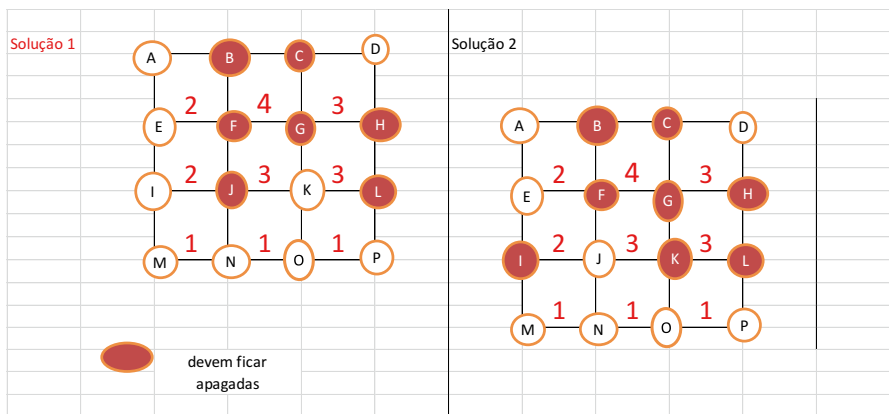 Solução 1
A B C D
2 4 3
E F G H
2 3 3
I J K L
1 1 1
M N O P
devem ficar
apagadas
Solução 2
A B C D
2 4 3
E F G H
2 3 3
I J K L
1 1 1
M N O P